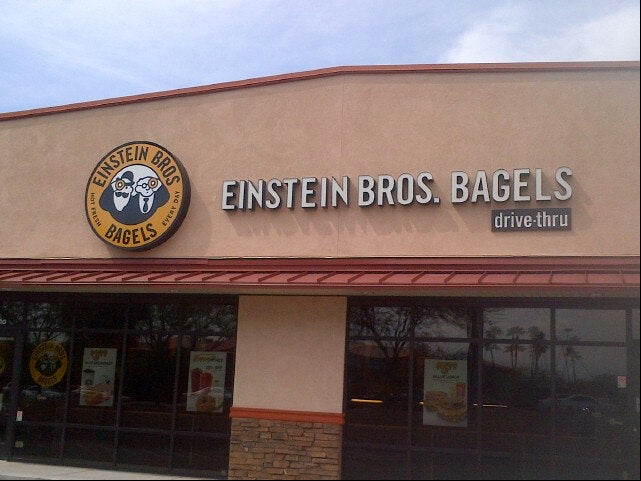 EINSTEIN BROS
HOT FRESH
EVERY DAY
BAGELS
EINSTEIN BROS. BAGELS
drive-thru